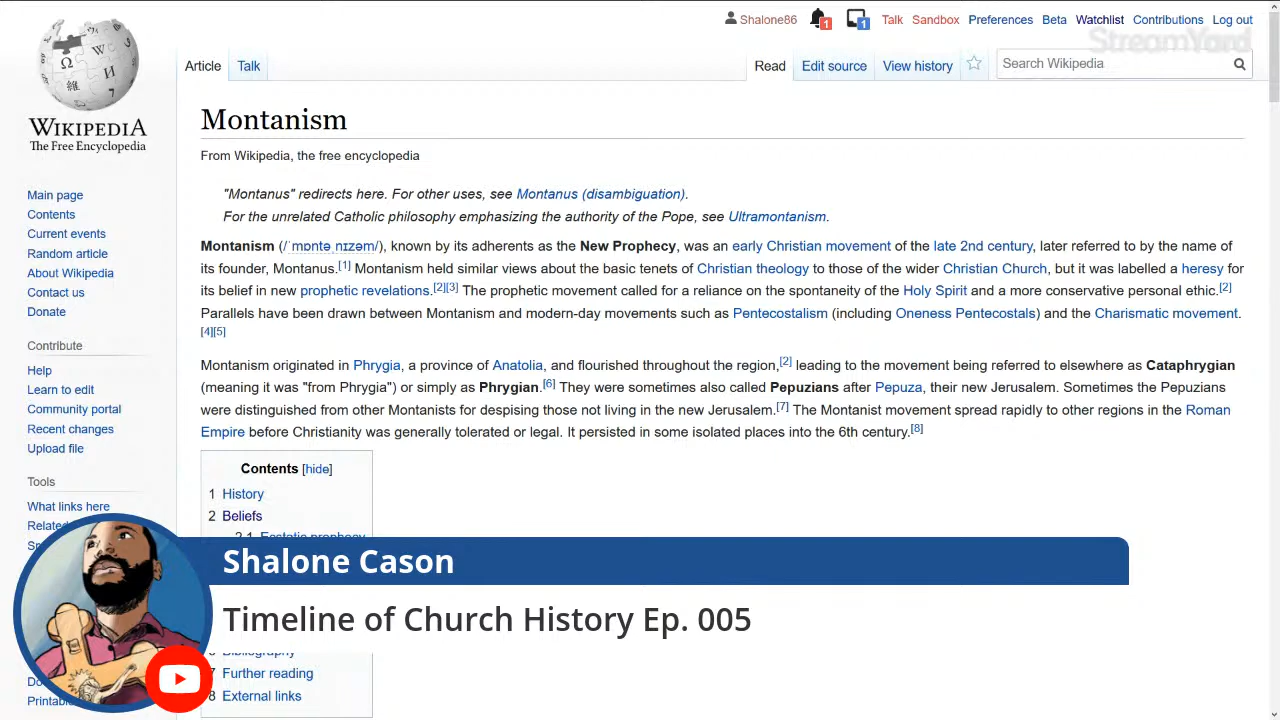 Shalone86 1 1 Talk Sandbox Preferences Beta Watchlist Contributions Log out
StreamYard
Article Talk Read Edit source View history Search Wikipedia
WIKIPEDIA
The Free Encyclopedia
Montanism
From Wikipedia, the free encyclopedia
"Montanus" redirects here. For other uses, see Montanus (disambiguation).
For the unrelated Catholic philosophy emphasizing the authority of the Pope, see Ultramontanism.
Montanism (/ˈmɒntəˌnɪzəm/), known by its adherents as the New Prophecy, was an early Christian movement of the late 2nd century, later referred to by the name of
its founder, Montanus.[1] Montanism held similar views about the basic tenets of Christian theology to those of the wider Christian Church, but it was labelled a heresy for
its belief in new prophetic revelations.[2][3] The prophetic movement called for a reliance on the spontaneity of the Holy Spirit and a more conservative personal ethic.[2]
Parallels have been drawn between Montanism and modern-day movements such as Pentecostalism (including Oneness Pentecostals) and the Charismatic movement.
[4][5]
Montanism originated in Phrygia, a province of Anatolia, and flourished throughout the region,[2] leading to the movement being referred to elsewhere as Cataphrygian
(meaning it was "from Phrygia") or simply as Phrygian.[6] They were sometimes also called Pepuzians after Pepuza, their new Jerusalem. Sometimes the Pepuzians
were distinguished from other Montanists for despising those not living in the new Jerusalem.[7] The Montanist movement spread rapidly to other regions in the Roman
Empire before Christianity was generally tolerated or legal. It persisted in some isolated places into the 6th century.[8]
Contents [hide]
1 History
2 Beliefs
2.1 Ecstatic prophecy
Bibliography
7 Further reading
8 External links
Main page
Contents
Current events
Random article
About Wikipedia
Contact us
Donate
Contribute
Help
Learn to edit
Community portal
Recent changes
Upload file
Tools
What links here
Related
Sp
Do
Printab
Shalone Cason
Timeline of Church History Ep. 005